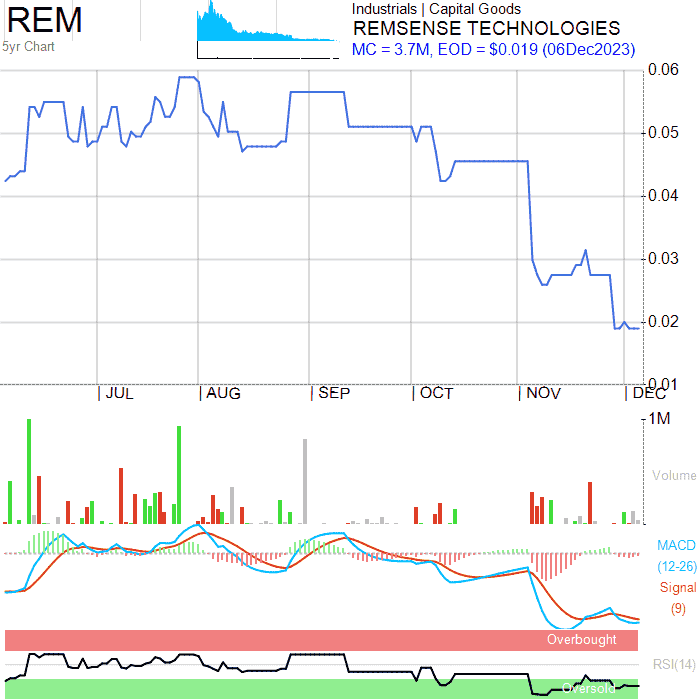 REM
5yr Chart
Industrials | Capital Goods
REMSENSE TECHNOLOGIES
MC = 3.7M, EOD = $0.019 (06Dec2023)
0.06
0.05
0.04
0.03
0.02
0.01
JUL
AUG
SEP
OCT
NOV
DEC
1M
Volume
MACD
(12-26)
Signal
(9)
Overbought
RSI(14)
Oversold